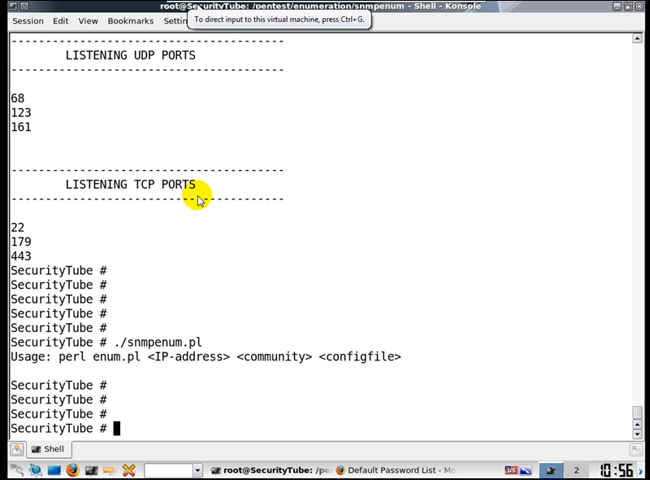 root@SecurityTube: /pentest/enumeration/snmpenum - Shell - Konsole
To direct input to this virtual machine, press Ctrl+G.
Session Edit View Bookmarks Settin
---------------------------------------
LISTENING UDP PORTS
---------------------------------------
68
123
161
---------------------------------------
LISTENING TCP PORTS
---------------------------------------
22
179
443
SecurityTube #
SecurityTube #
SecurityTube #
SecurityTube #
SecurityTube #
SecurityTube # ./snmpenum.pl
Usage: perl enum.pl <IP-address> <community> <configfile>
SecurityTube #
SecurityTube #
SecurityTube #
SecurityTube #
Shell
root@SecurityTube: /pe Default Password List - Mo US 2 10:56